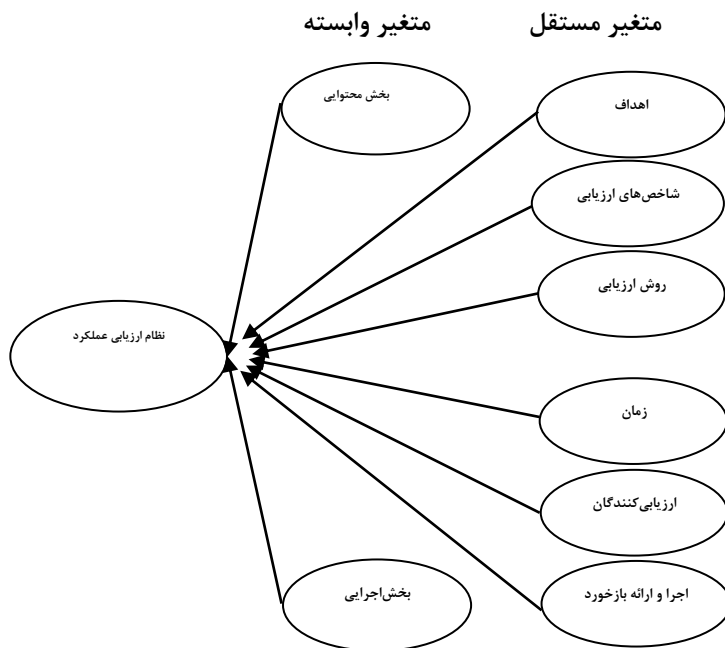 متغیر مستقل
متغیر وابسته
اهداف
بخش محتوایی
شاخص‌های ارزیابی
روش ارزیابی
نظام ارزیابی عملکرد
زمان
ارزیابی‌کنندگان
اجرا و ارائه بازخورد
بخش‌اجرایی